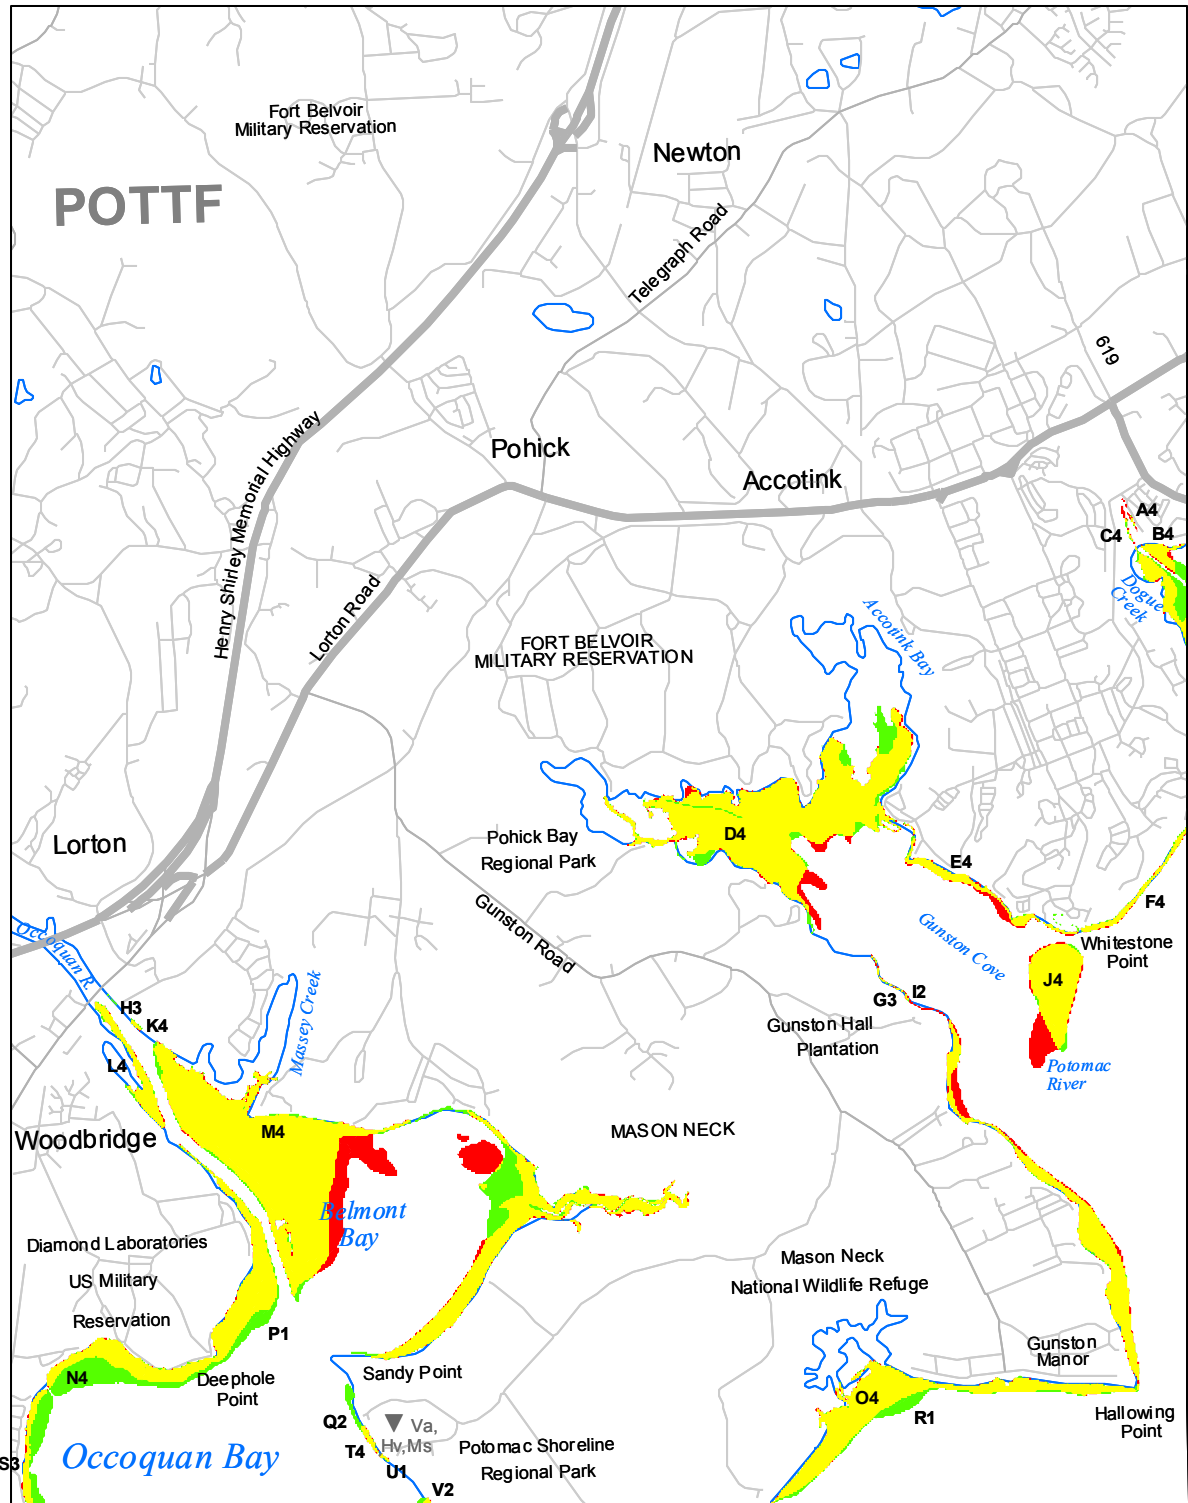 Fort Belvoir
Military Reservation
Newton
POTTF
Telegraph Road
619
Henry Shirley Memorial Highway
Pohick
Accotink
A4
C4
B4
Dogue
Creek
Lorton Road
Accotink Bay
FORT BELVOIR
MILITARY RESERVATION
Lorton
Pohick Bay
Regional Park
D4
E4
F4
Gunston Road
Gunston Cove
Whitestone
Point
Occoquan R.
J4
H3
K4
Massey Creek
G3
I2
Gunston Hall
Plantation
L4
Potomac
River
Woodbridge
M4
MASON NECK
Belmont
Bay
Diamond Laboratories
US Military
Reservation
Mason Neck
National Wildlife Refuge
P1
Gunston
Manor
N4
Deephole
Point
Sandy Point
O4
R1
Hallowing
Point
Q2
Va,
Hv,Ms
T4
U1
Potomac Shoreline
Regional Park
S3
Occoquan Bay
V2